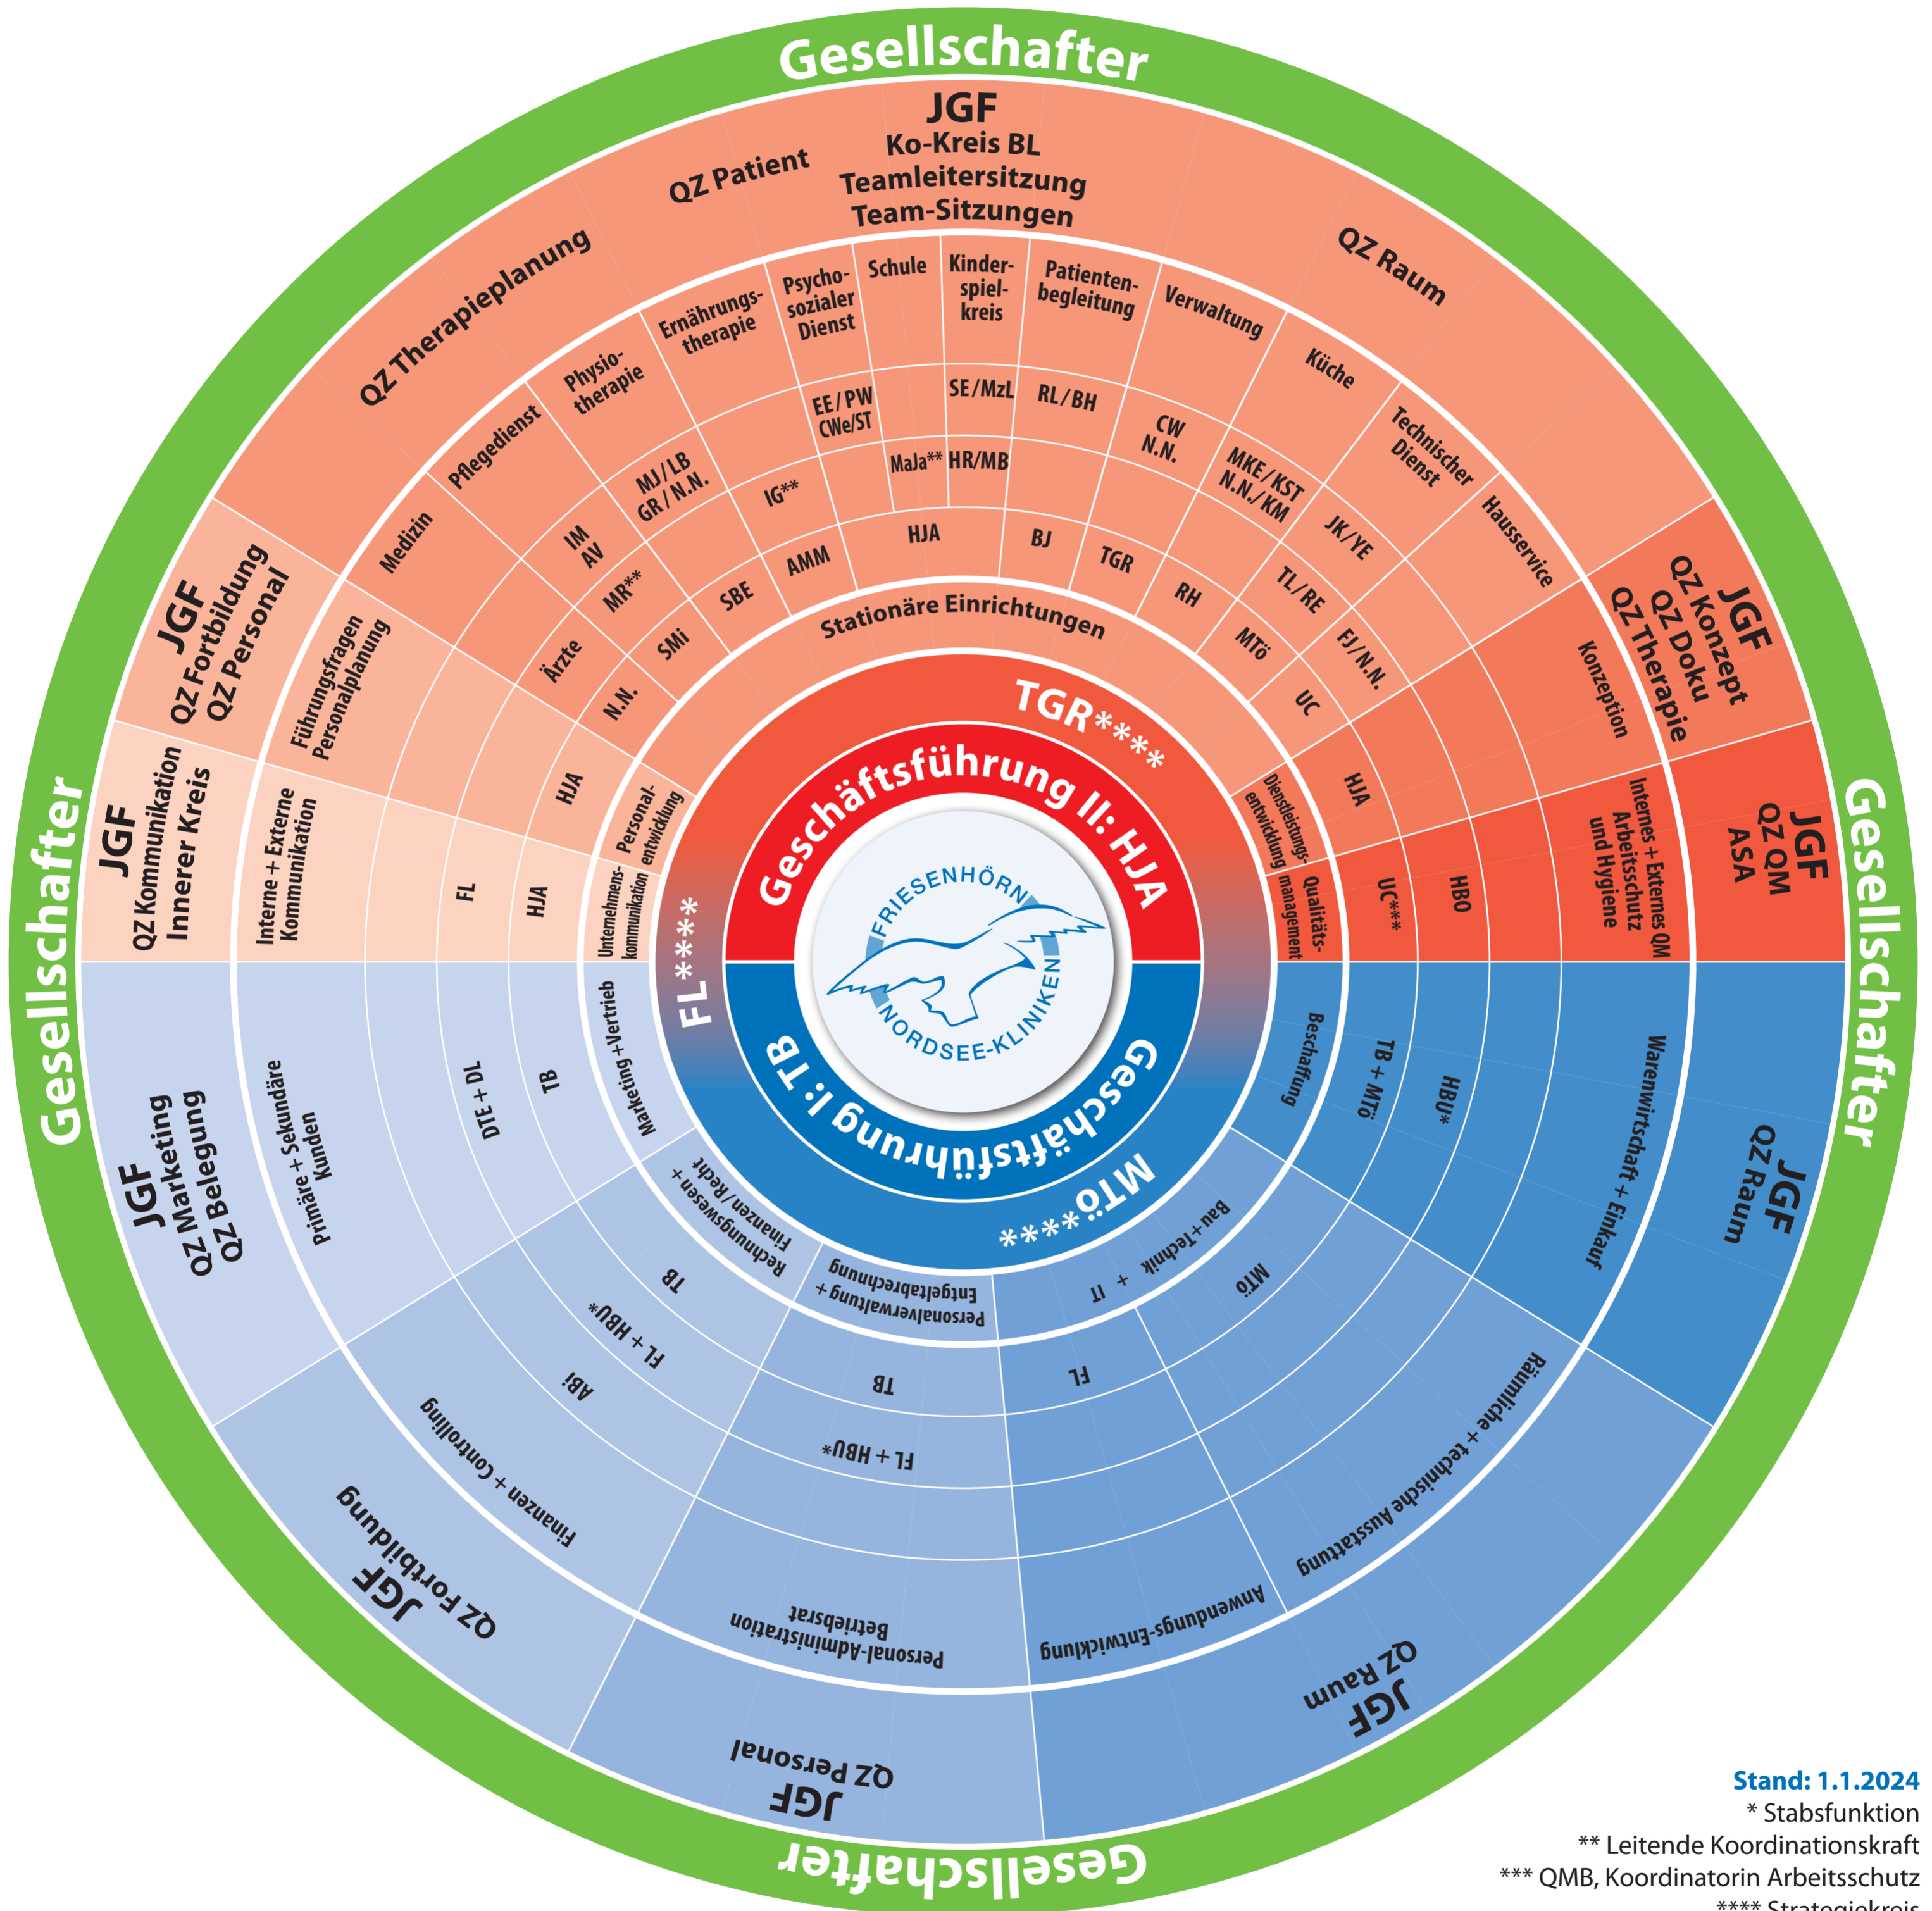 Gesellschafter
JGF
Ko-Kreis BL
Teamleitersitzung
Team-Sitzungen
QZ Therapieplanung
QZ Patient
QZ Raum
JGF
QZ Konzept
QZ Doku
QZ Therapie
JGF
QZ QM
ASA
Gesellschafter
JGF
QZ Raum
JGF
QZ Raum
JGF
QZ Personal
Gesellschafter
JGF
QZ Fortbildung
JGF
QZ Marketing
QZ Belegung
Gesellschafter
JGF
QZ Kommunikation
Innerer Kreis
JGF
QZ Fortbildung
QZ Personal
Medizin
Pflegedienst
Physio-
therapie
Ernährungs-
therapie
Psycho-
sozialer
Dienst
Schule
Kinder-
spiel-
kreis
Patienten-
begleitung
Verwaltung
Küche
Technischer
Dienst
Hausservice
Konzeption
Internes + Externes QM
Arbeitsschutz
und Hygiene
Warenwirtschaft + Einkauf
Räumliche + technische Ausstattung
Anwendungs-Entwicklung
Personal-Administration
Betriebsrat
Finanzen + Controlling
Primäre + Sekundäre
Kunden
Interne + Externe
Kommunikation
Führungsfragen
Personalplanung
IM
AV
MJ/LB
GR/N.N.
EE/PW
CWe/ST
SE/MzL
RL/BH
CW
N.N.
MKE/KST
N.N./KM
JK/YE
Ärzte
MR**
IG**
MaJa**
HR/MB
TL/RE
FJ/N.N.
N.N.
SMi
SBE
AMM
HJA
BJ
TGR
RH
MTö
UC
HJA
UC***
HBO
TB + MTö
HBU*
MTö
FL
TB
FL + HBU*
TB
FL + HBU*
ABi
TB
DTE + DL
FL
HJA
HJA
Stationäre Einrichtungen
Dienstleistungs-
entwicklung
Qualitäts-
management
Beschaffung
Bau+Technik + IT
Personalverwaltung +
Entgeltabrechnung
Rechnungswesen +
Finanzen/Recht
Marketing+Vertrieb
Unternehmens-
kommunikation
Personal-
entwicklung
TGR****
MTö****
FL****
Geschäftsführung II: HJA
Geschäftsführung I: TB
FRIESENHÖRN
NORDSEE-KLINIKEN
Stand: 1.1.2024
* Stabsfunktion
** Leitende Koordinationskraft
*** QMB, Koordinatorin Arbeitsschutz
**** Strategiekreis